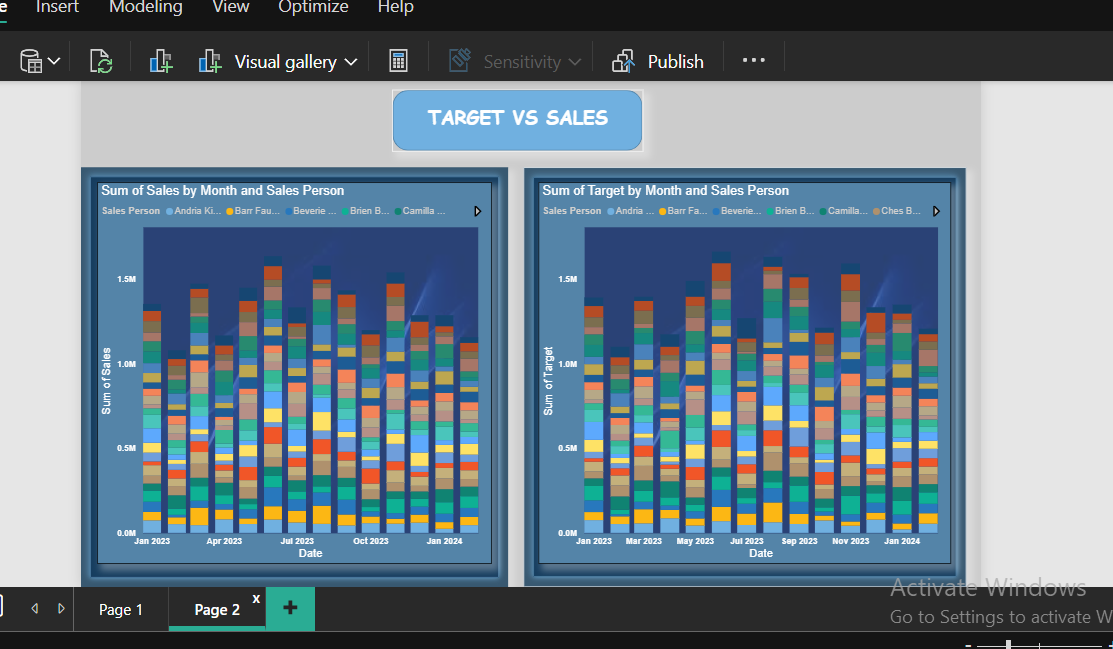 e Insert Modeling View Optimize Help
Visual gallery Sensitivity Publish ...
TARGET VS SALES
Sum of Sales by Month and Sales Person
Sales Person Andria Ki... Barr Fau... Beverie ... Brien B... Camilla ...
1.5M
1.0M
0.5M
0.0M
Sum of Sales
Jan 2023 Apr 2023 Jul 2023 Oct 2023 Jan 2024
Date
Sum of Target by Month and Sales Person
Sales Person Andria ... Barr Fa... Beverie... Brien B... Camilla... Ches B...
1.5M
1.0M
0.5M
0.0M
Sum of Target
Jan 2023 Mar 2023 May 2023 Jul 2023 Sep 2023 Nov 2023 Jan 2024
Date
Activate Windows
Go to Settings to activate W
Page 1 Page 2 x +